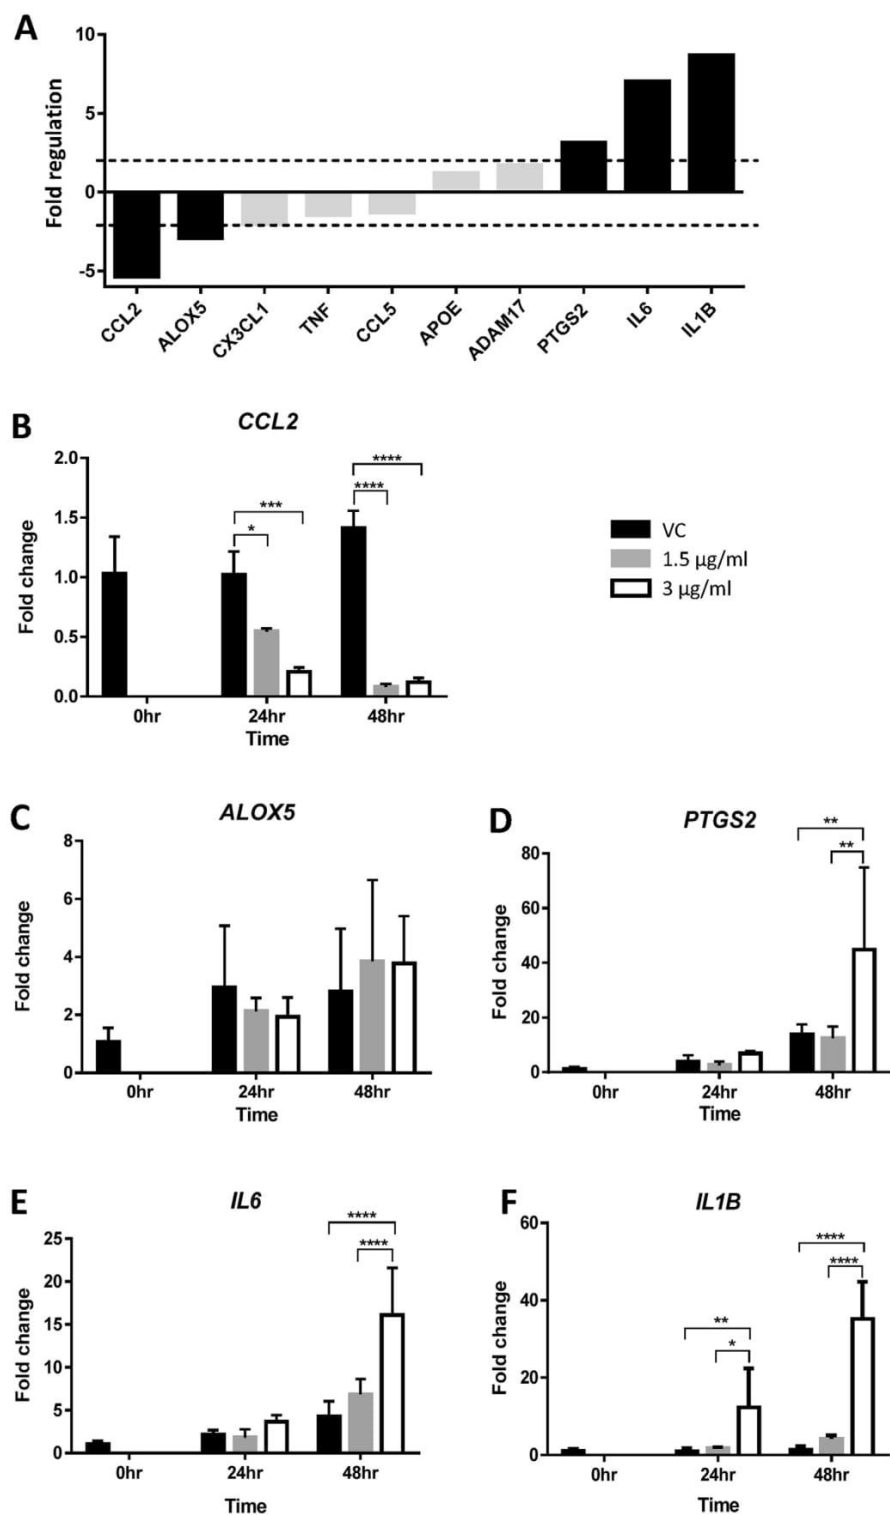 A
Fold regulation
10
5
0
-5
CCL2
ALOX5
CX3CL1
TNF
CCL5
APOE
ADAM17
PTGS2
IL6
IL1B
B
CCL2
Fold change
2.0
1.5
1.0
0.5
0.0
***
*
****
****
0hr
24hr
48hr
Time
VC
1.5 µg/ml
3 µg/ml
C
ALOX5
Fold change
8
6
4
2
0
0hr
24hr
48hr
Time
D
PTGS2
Fold change
80
60
40
20
0
**
**
0hr
24hr
48hr
Time
E
IL6
Fold change
25
20
15
10
5
0
****
****
0hr
24hr
48hr
Time
F
IL1B
Fold change
60
40
20
0
**
*
****
****
0hr
24hr
48hr
Time